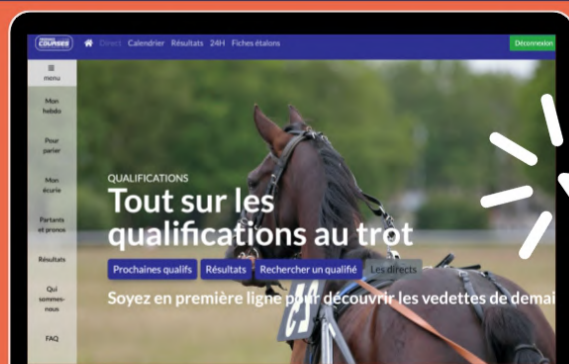 COURSES
Direct Calendrier Résultats 24H Fiches étalons
Déconnexion
menu
Mon
hebdo
Pour
parier
Mon
écurie
Partants
et pronos
Résultats
Qui
sommes-
nous
FAQ
QUALIFICATIONS
Tout sur les
qualifications au trot
Prochaines qualifs Résultats Rechercher un qualifié Les directs
Soyez en première ligne pour découvrir les vedettes de demai